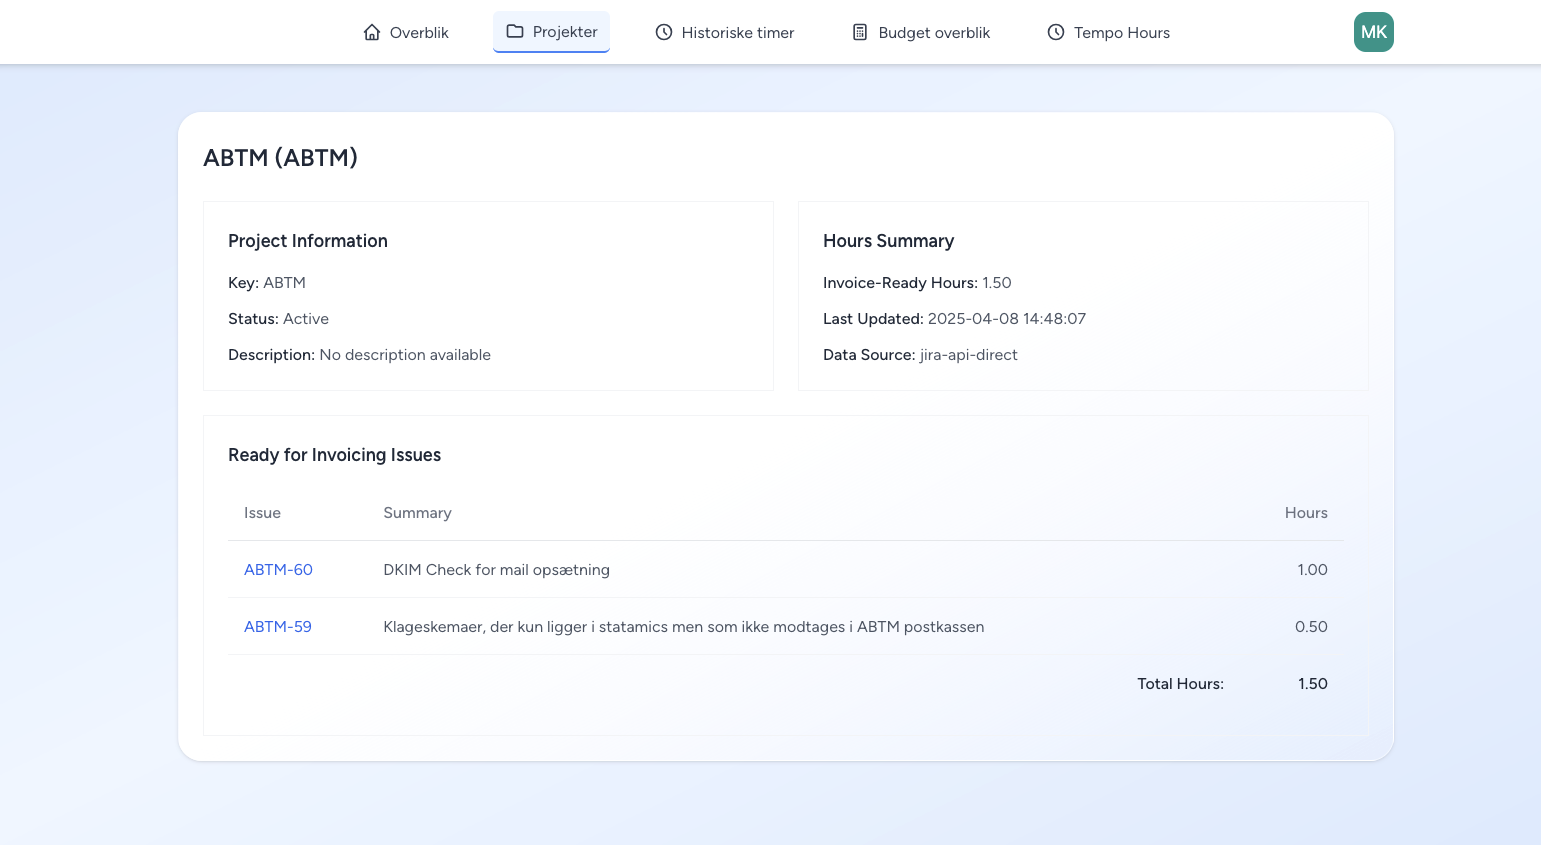 Overblik Projekter Historiske timer Budget overblik Tempo Hours MK
ABTM (ABTM)
Project Information
Key: ABTM
Status: Active
Description: No description available
Hours Summary
Invoice-Ready Hours: 1.50
Last Updated: 2025-04-08 14:48:07
Data Source: jira-api-direct
Ready for Invoicing Issues
Issue Summary Hours
ABTM-60 DKIM Check for mail opsætning 1.00
ABTM-59 Klageskemaer, der kun ligger i statamics men som ikke modtages i ABTM postkassen 0.50
Total Hours: 1.50